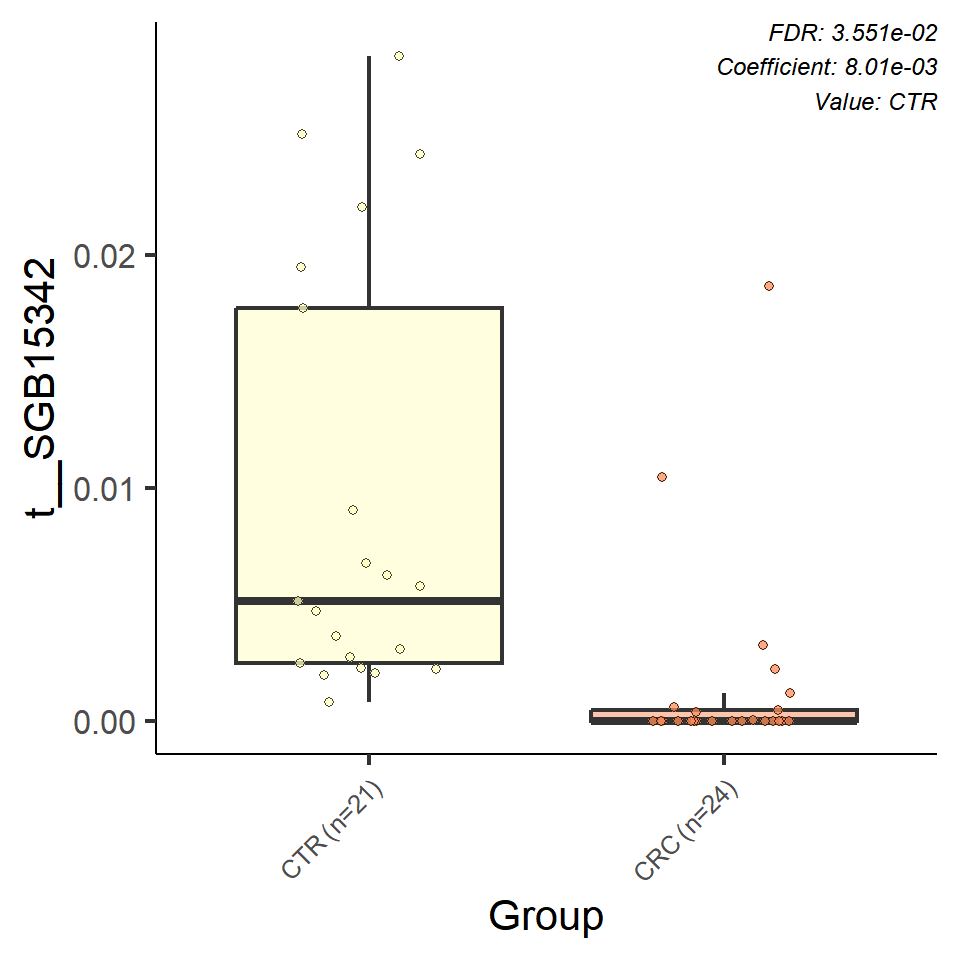 FDR: 3.551e-02
Coefficient: 8.01e-03
Value: CTR
t__SGB15342
0.02
0.01
0.00
CTR (n=21)
CRC (n=24)
Group